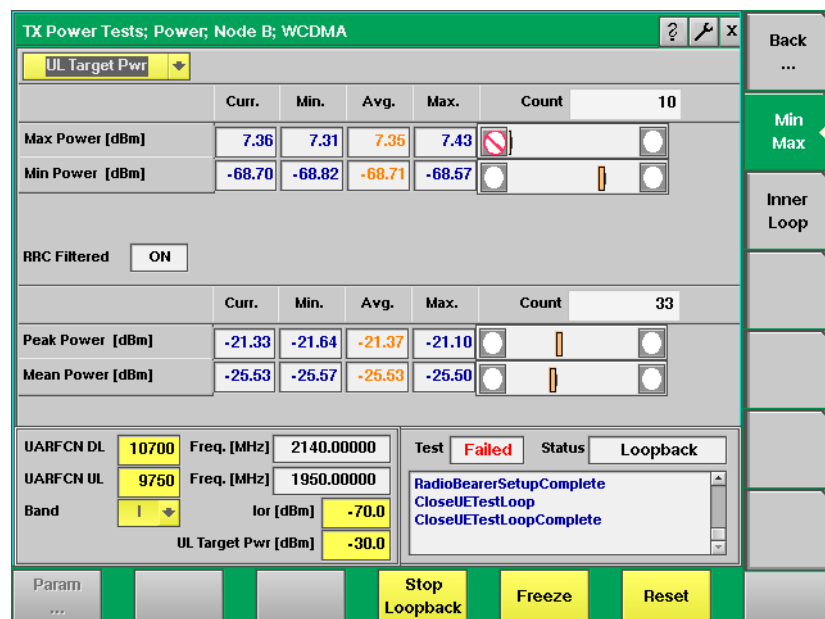 TX Power Tests; Power; Node B; WCDMA ? x
Back
...
UL Target Pwr
Curr. Min. Avg. Max. Count 10
Min
Max
Max Power [dBm] 7.36 7.31 7.35 7.43
Min Power [dBm] -68.70 -68.82 -68.71 -68.57
Inner
Loop
RRC Filtered ON
Curr. Min. Avg. Max. Count 33
Peak Power [dBm] -21.33 -21.64 -21.37 -21.10
Mean Power [dBm] -25.53 -25.57 -25.53 -25.50
UARFCN DL 10700 Freq. [MHz] 2140.00000
UARFCN UL 9750 Freq. [MHz] 1950.00000
Band I Ior [dBm] -70.0
UL Target Pwr [dBm] -30.0
Test Failed Status Loopback
RadioBearerSetupComplete
CloseUETestLoop
CloseUETestLoopComplete
Param
...
Stop
Loopback
Freeze
Reset